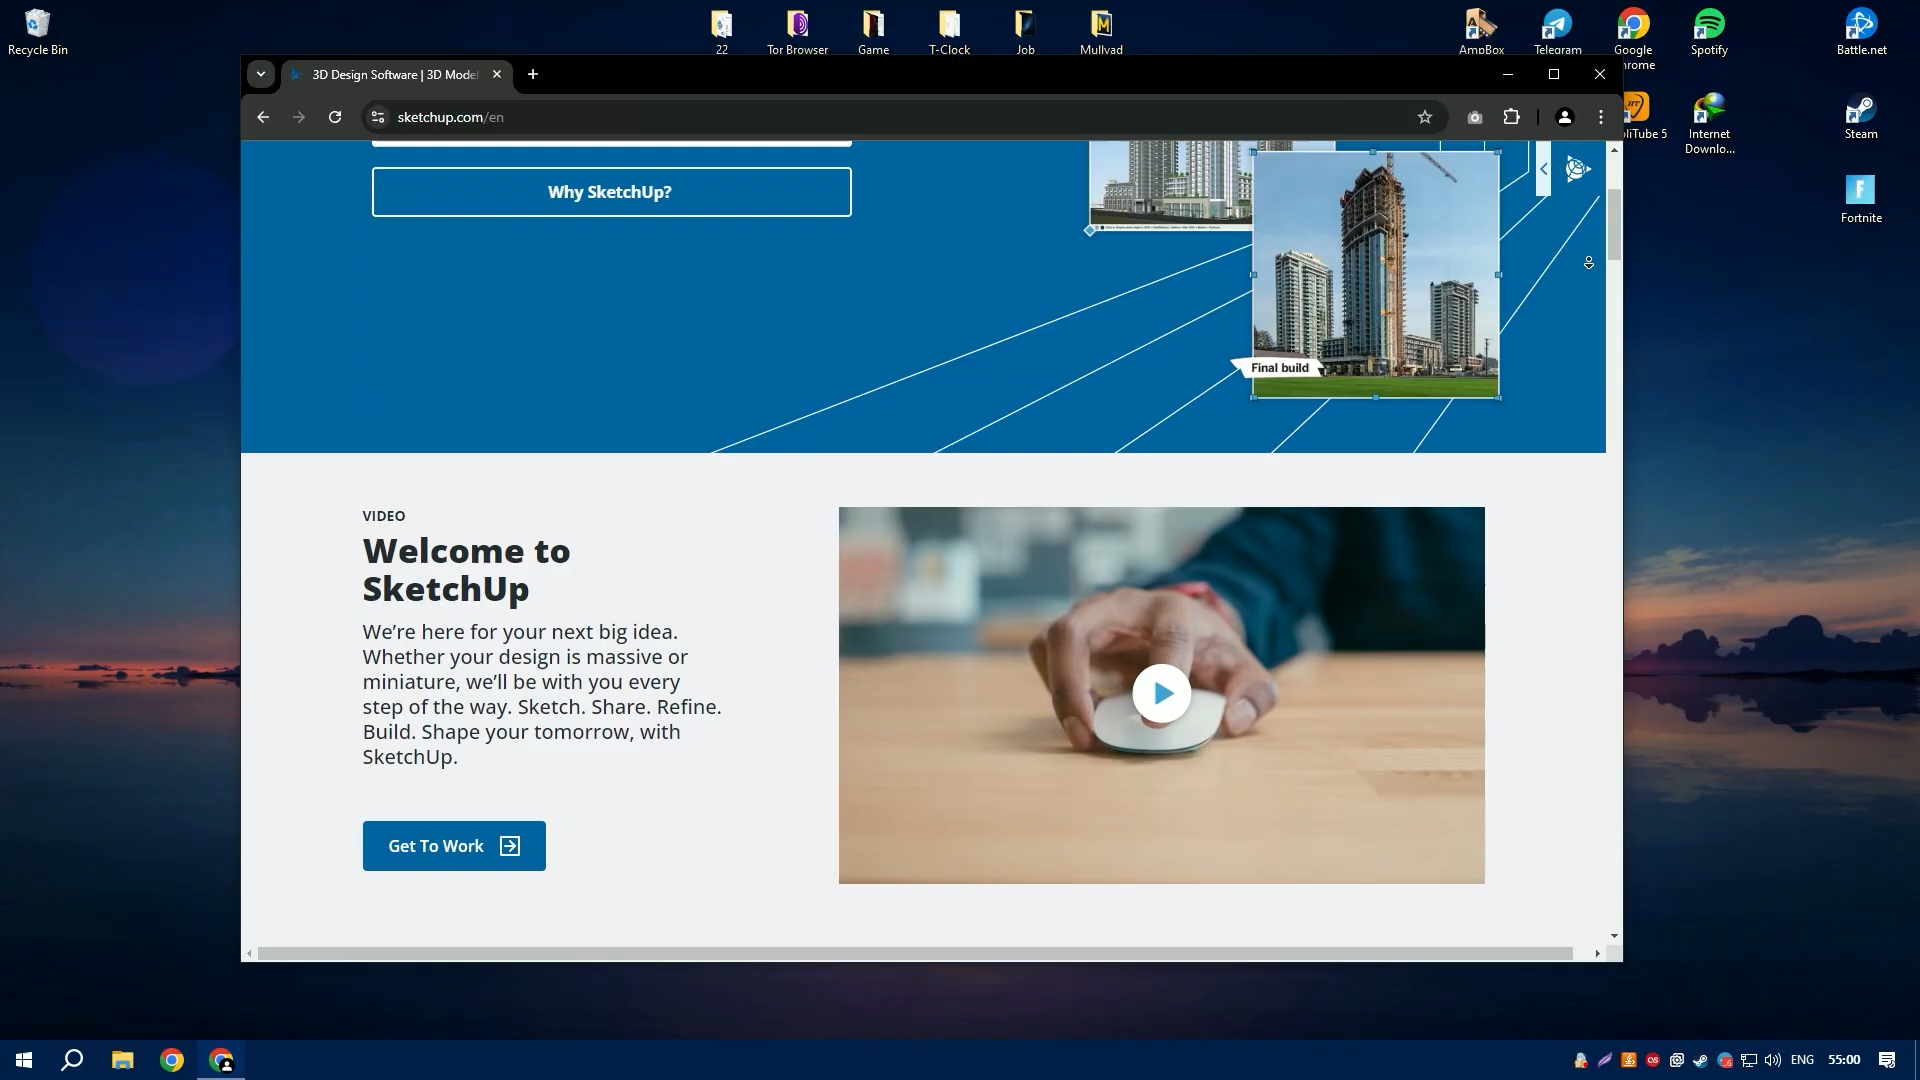 Recycle Bin
22
Tor Browser
Game
T-Clock
Job
Mullvad
AmpBox
Telegram
Google
Spotify
Battle.net
3D Design Software | 3D Model
sketchup.com/en
Internet
Downlo...
Steam
Fortnite
Why SketchUp?
Final build
VIDEO
Welcome to
SketchUp
We’re here for your next big idea.
Whether your design is massive or
miniature, we’ll be with you every
step of the way. Sketch. Share. Refine.
Build. Shape your tomorrow, with
SketchUp.
Get To Work
ENG
55:00